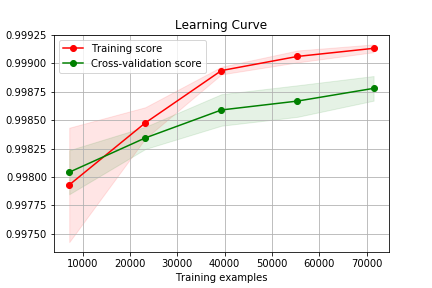 Learning Curve
0.99925
0.99900
0.99875
0.99850
0.99825
0.99800
0.99775
0.99750
Training score
Cross-validation score
10000 20000 30000 40000 50000 60000 70000
Training examples